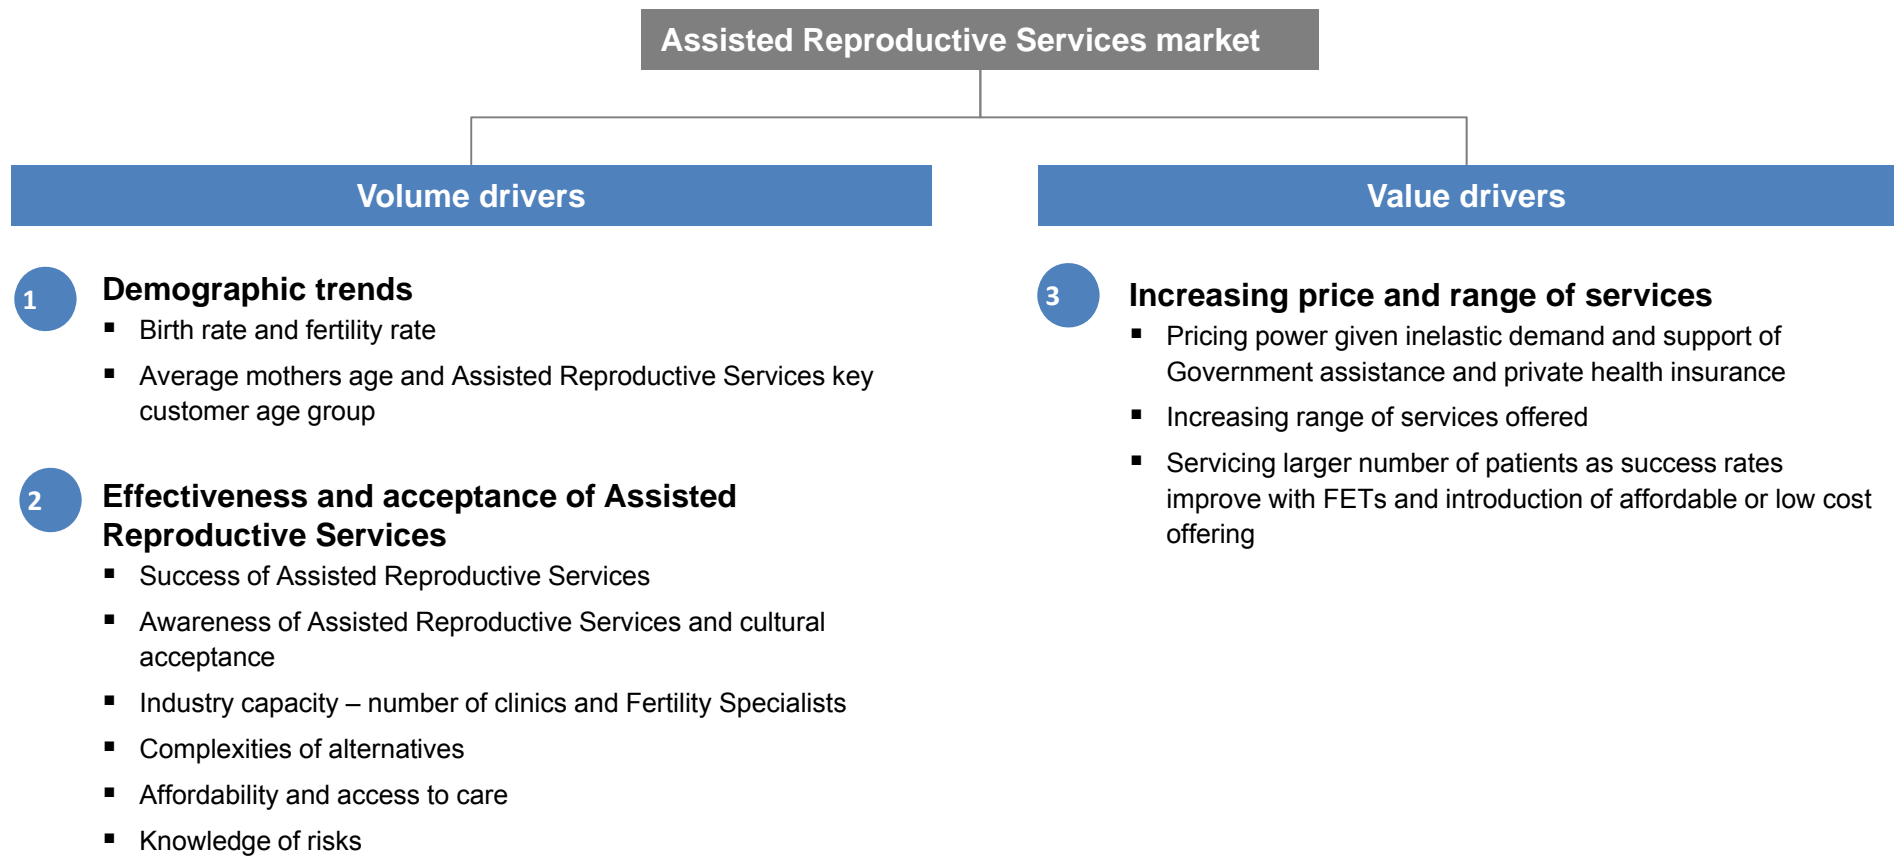 Assisted Reproductive Services market
Volume drivers
1
Demographic trends
▪ Birth rate and fertility rate
▪ Average mothers age and Assisted Reproductive Services key
customer age group
2
Effectiveness and acceptance of Assisted
Reproductive Services
▪ Success of Assisted Reproductive Services
▪ Awareness of Assisted Reproductive Services and cultural
acceptance
▪ Industry capacity – number of clinics and Fertility Specialists
▪ Complexities of alternatives
▪ Affordability and access to care
▪ Knowledge of risks
Value drivers
3
Increasing price and range of services
▪ Pricing power given inelastic demand and support of
Government assistance and private health insurance
▪ Increasing range of services offered
▪ Servicing larger number of patients as success rates
improve with FETs and introduction of affordable or low cost
offering